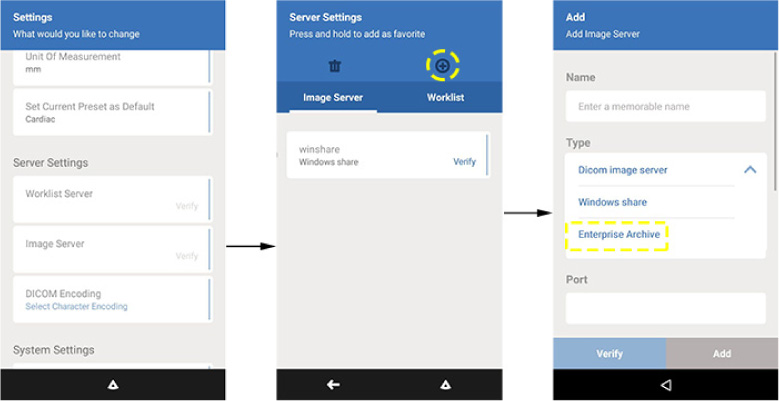 Settings
What would you like to change
Unit Of Measurement
mm
Set Current Preset as Default
Cardiac
Server Settings
Worklist Server
Verify
Image Server
Verify
DICOM Encoding
Select Character Encoding
System Settings
Server Settings
Press and hold to add as favorite
Image Server
Worklist
winshare
Windows share
Verify
Add
Add Image Server
Name
Enter a memorable name
Type
Dicom image server
Windows share
Enterprise Archive
Port
Verify
Add